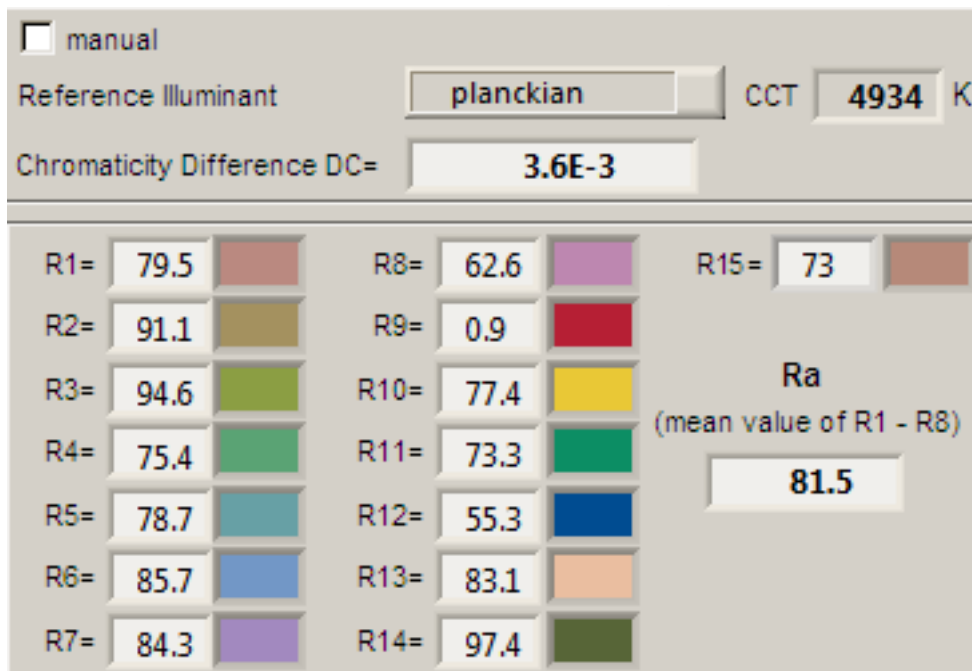 manual
Reference Illuminant planckian CCT 4934 K
Chromaticity Difference DC= 3.6E-3
R1= 79.5 R8= 62.6 R15= 73
R2= 91.1 R9= 0.9
R3= 94.6 R10= 77.4 Ra
R4= 75.4 R11= 73.3 (mean value of R1 - R8)
R5= 78.7 R12= 55.3 81.5
R6= 85.7 R13= 83.1
R7= 84.3 R14= 97.4